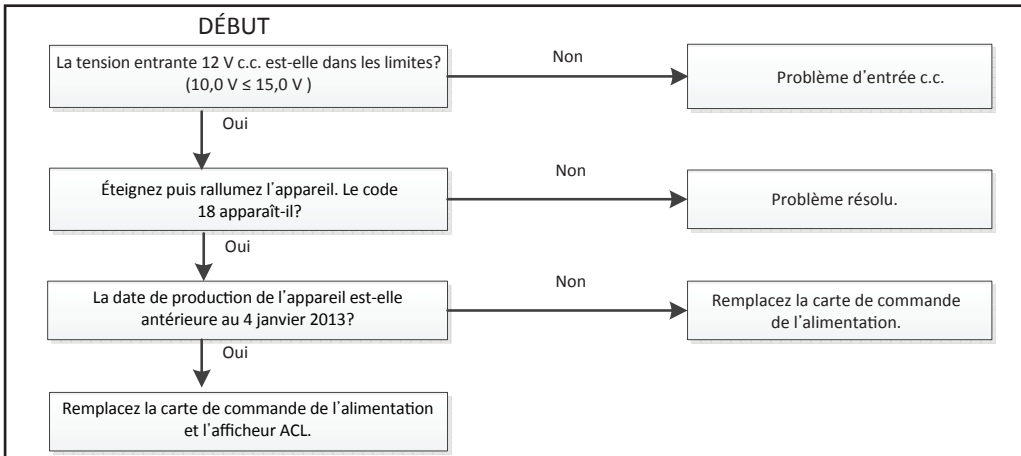 DÉBUT
La tension entrante 12 V c.c. est-elle dans les limites?
(10,0 V ≤ 15,0 V )
Non
Problème d'entrée c.c.
Oui
Éteignez puis rallumez l'appareil. Le code
18 apparaît-il?
Non
Problème résolu.
Oui
La date de production de l'appareil est-elle
antérieure au 4 janvier 2013?
Non
Remplacez la carte de commande
de l'alimentation.
Oui
Remplacez la carte de commande de l'alimentation
et l'afficheur ACL.